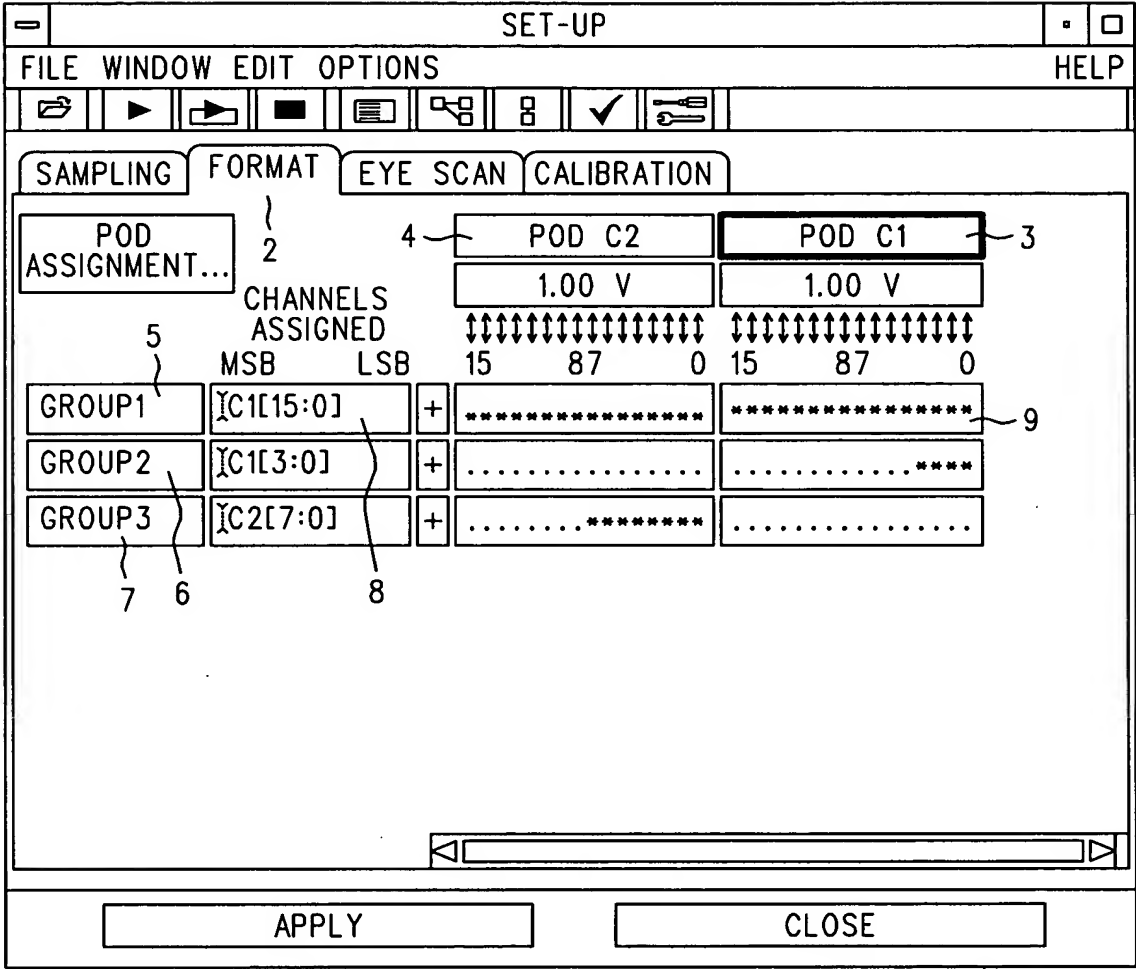 SET-UP
FILE WINDOW EDIT OPTIONS HELP
SAMPLING FORMAT EYE SCAN CALIBRATION
POD ASSIGNMENT...
2
4 POD C2 POD C1 3
1.00 V 1.00 V
CHANNELS
ASSIGNED
5 MSB LSB 15 87 0 15 87 0
GROUP1 C1[15:0] + **************** **************** 9
GROUP2 C1[3:0] + ................ ............****
GROUP3 C2[7:0] + ........******** ................
7 6 8
APPLY CLOSE